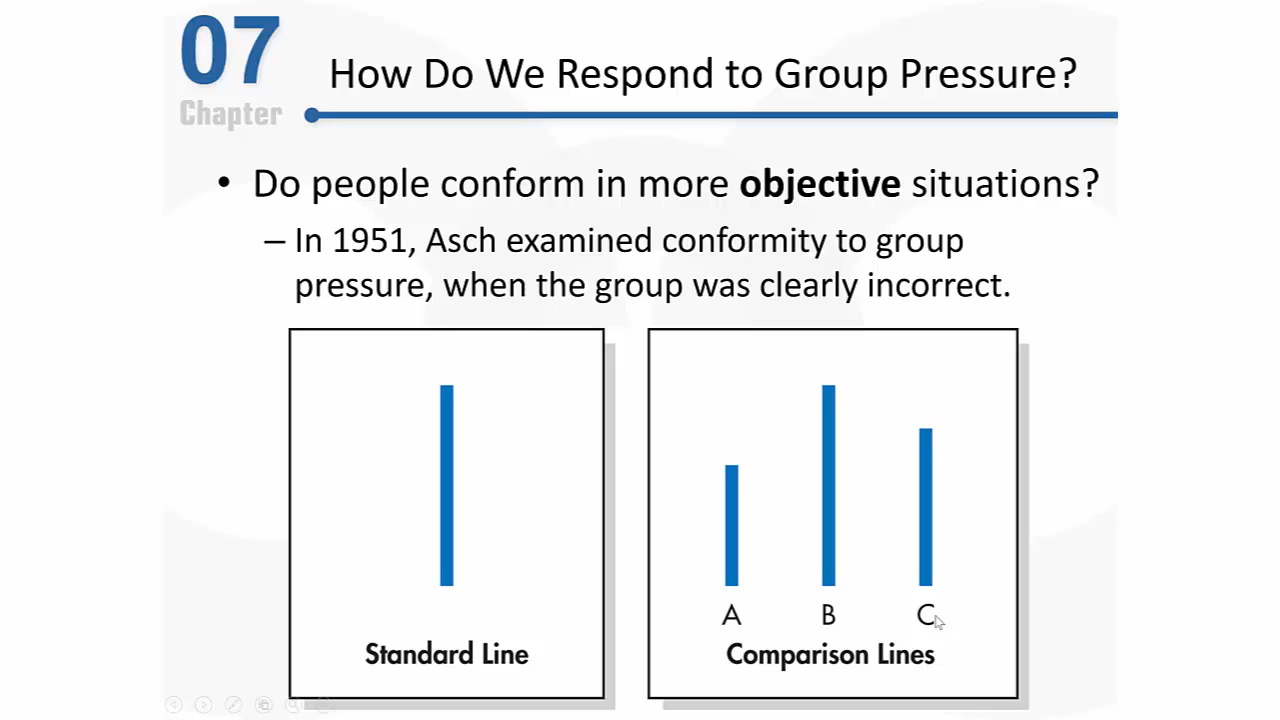 07
Chapter
How Do We Respond to Group Pressure?
• Do people conform in more objective situations?
– In 1951, Asch examined conformity to group
pressure, when the group was clearly incorrect.
A B C
Standard Line
Comparison Lines